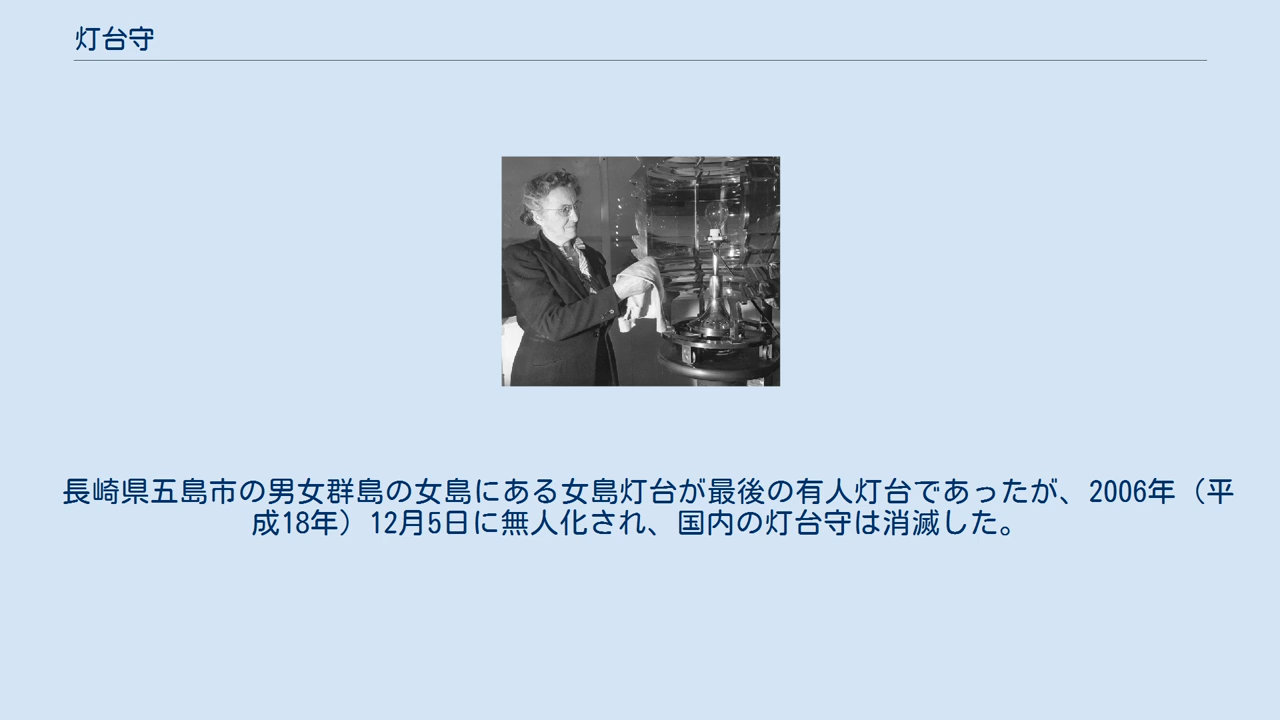 灯台守
長崎県五島市の男女群島の女島にある女島灯台が最後の有人灯台であったが、2006年（平
成18年）12月5日に無人化され、国内の灯台守は消滅した。